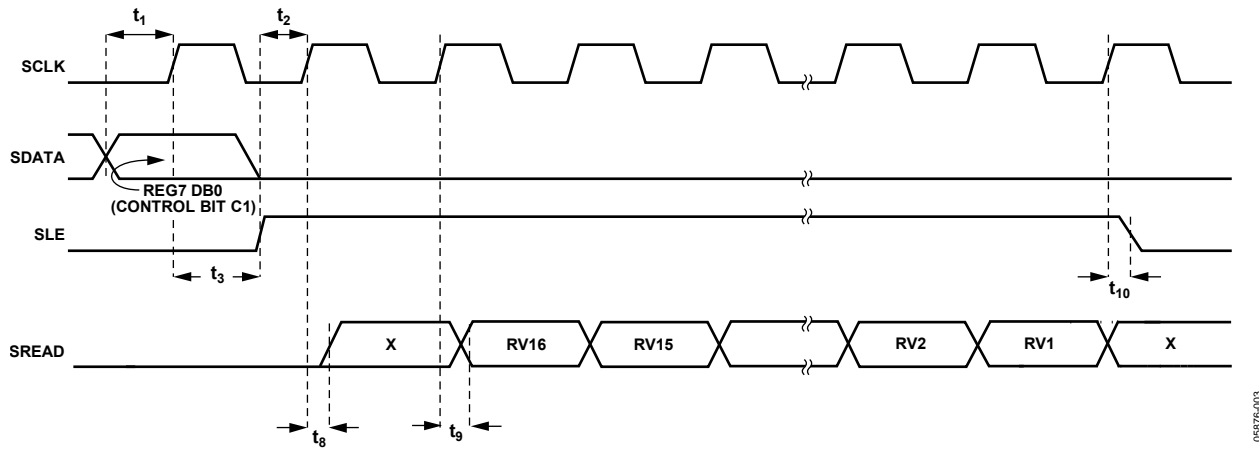 t1
t2
SCLK
SDATA
REG7 DB0
(CONTROL BIT C1)
SLE
t3
t10
SREAD
X
RV16
RV15
RV2
RV1
X
t8
t9
05876-003